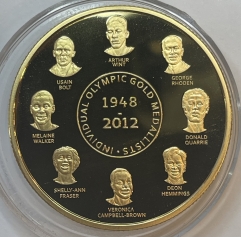 ARTHUR
WINT
GEORGE
RHODEN
DONALD
QUARRIE
DEON
HEMMINGS
VERONICA
CAMPBELL-BROWN
SHELLY-ANN
FRASER
MELAINE
WALKER
USAIN
BOLT
INDIVIDUAL OLYMPIC GOLD MEDALLISTS
1948
-
2012